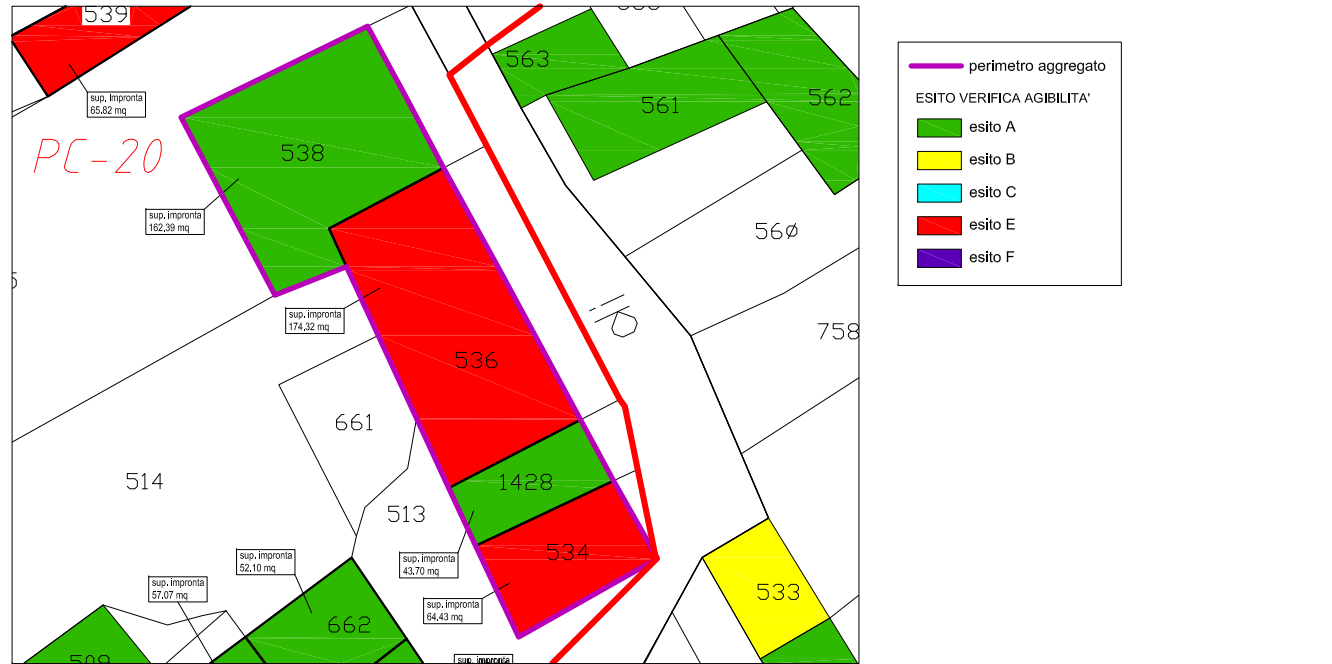 539
sup. Impronta
65.82 mq
PC-20
538
sup. impronta
162,39 mq
563
561
562
560
758
sup. impronta
174,32 mq
536
661
514
513
1428
534
sup. impronta
43.70 mq
sup. impronta
52,10 mq
sup. impronta
57.07 mq
sup. impronta
64,43 mq
662
533
sup. impronta
perimetro aggregato
ESITO VERIFICA AGIBILITA'
esito A
esito B
esito C
esito E
esito F